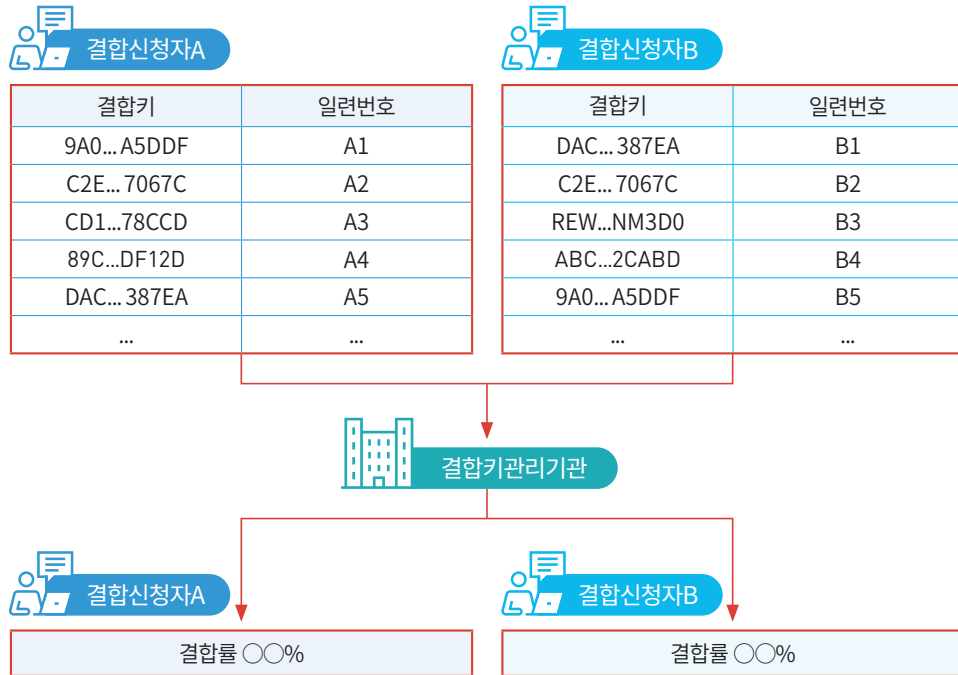 결합신청자A
결합키 일련번호
9A0... A5DDF A1
C2E... 7067C A2
CD1...78CCD A3
89C...DF12D A4
DAC... 387EA A5
... ...
결합신청자B
결합키 일련번호
DAC... 387EA B1
C2E... 7067C B2
REW...NM3D0 B3
ABC...2CABD B4
9A0... A5DDF B5
... ...
결합키관리기관
결합신청자A
결합률 ○○%
결합신청자B
결합률 ○○%